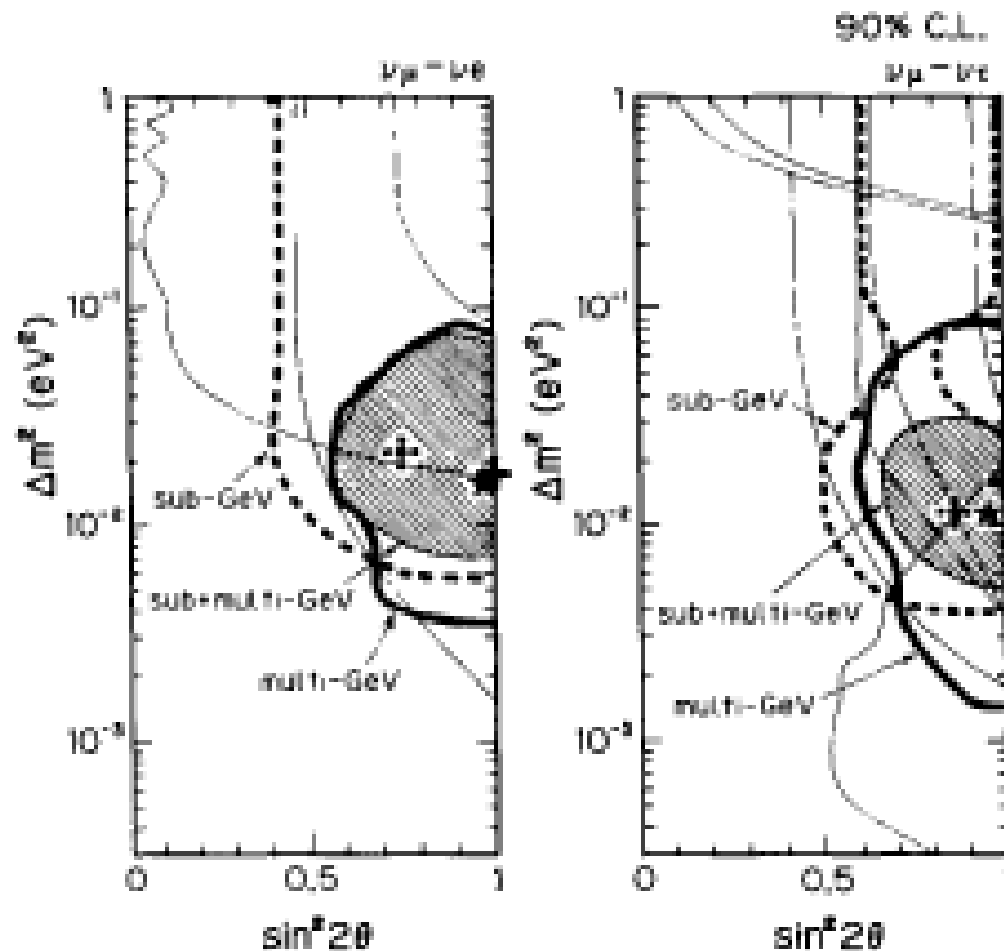 90% C.L.
νμ-νe
νμ-ντ
1
10⁻¹
10⁻²
10⁻³
Δm² (eV²)
sub-GeV
sub+multi-GeV
multi-GeV
0
0.5
1
sin²2θ
1
10⁻¹
10⁻²
10⁻³
Δm² (eV²)
sub-GeV
sub+multi-GeV
multi-GeV
0
0.5
1
sin²2θ